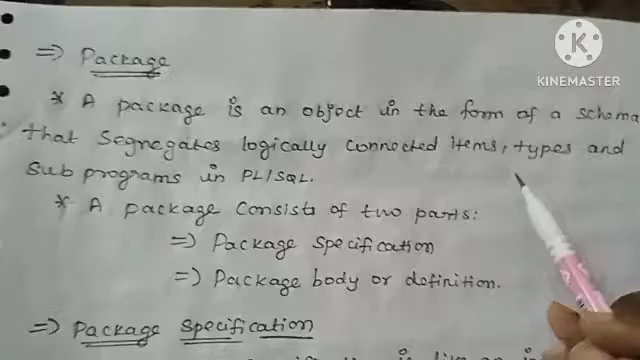 K
KINEMASTER
=> Package
* A package is an object in the form of a schema
that segregates logically connected items, types and
sub programs in PL/SQL.
* A package consists of two parts:
=> Package specification
=> Package body or definition.
=> Package specification